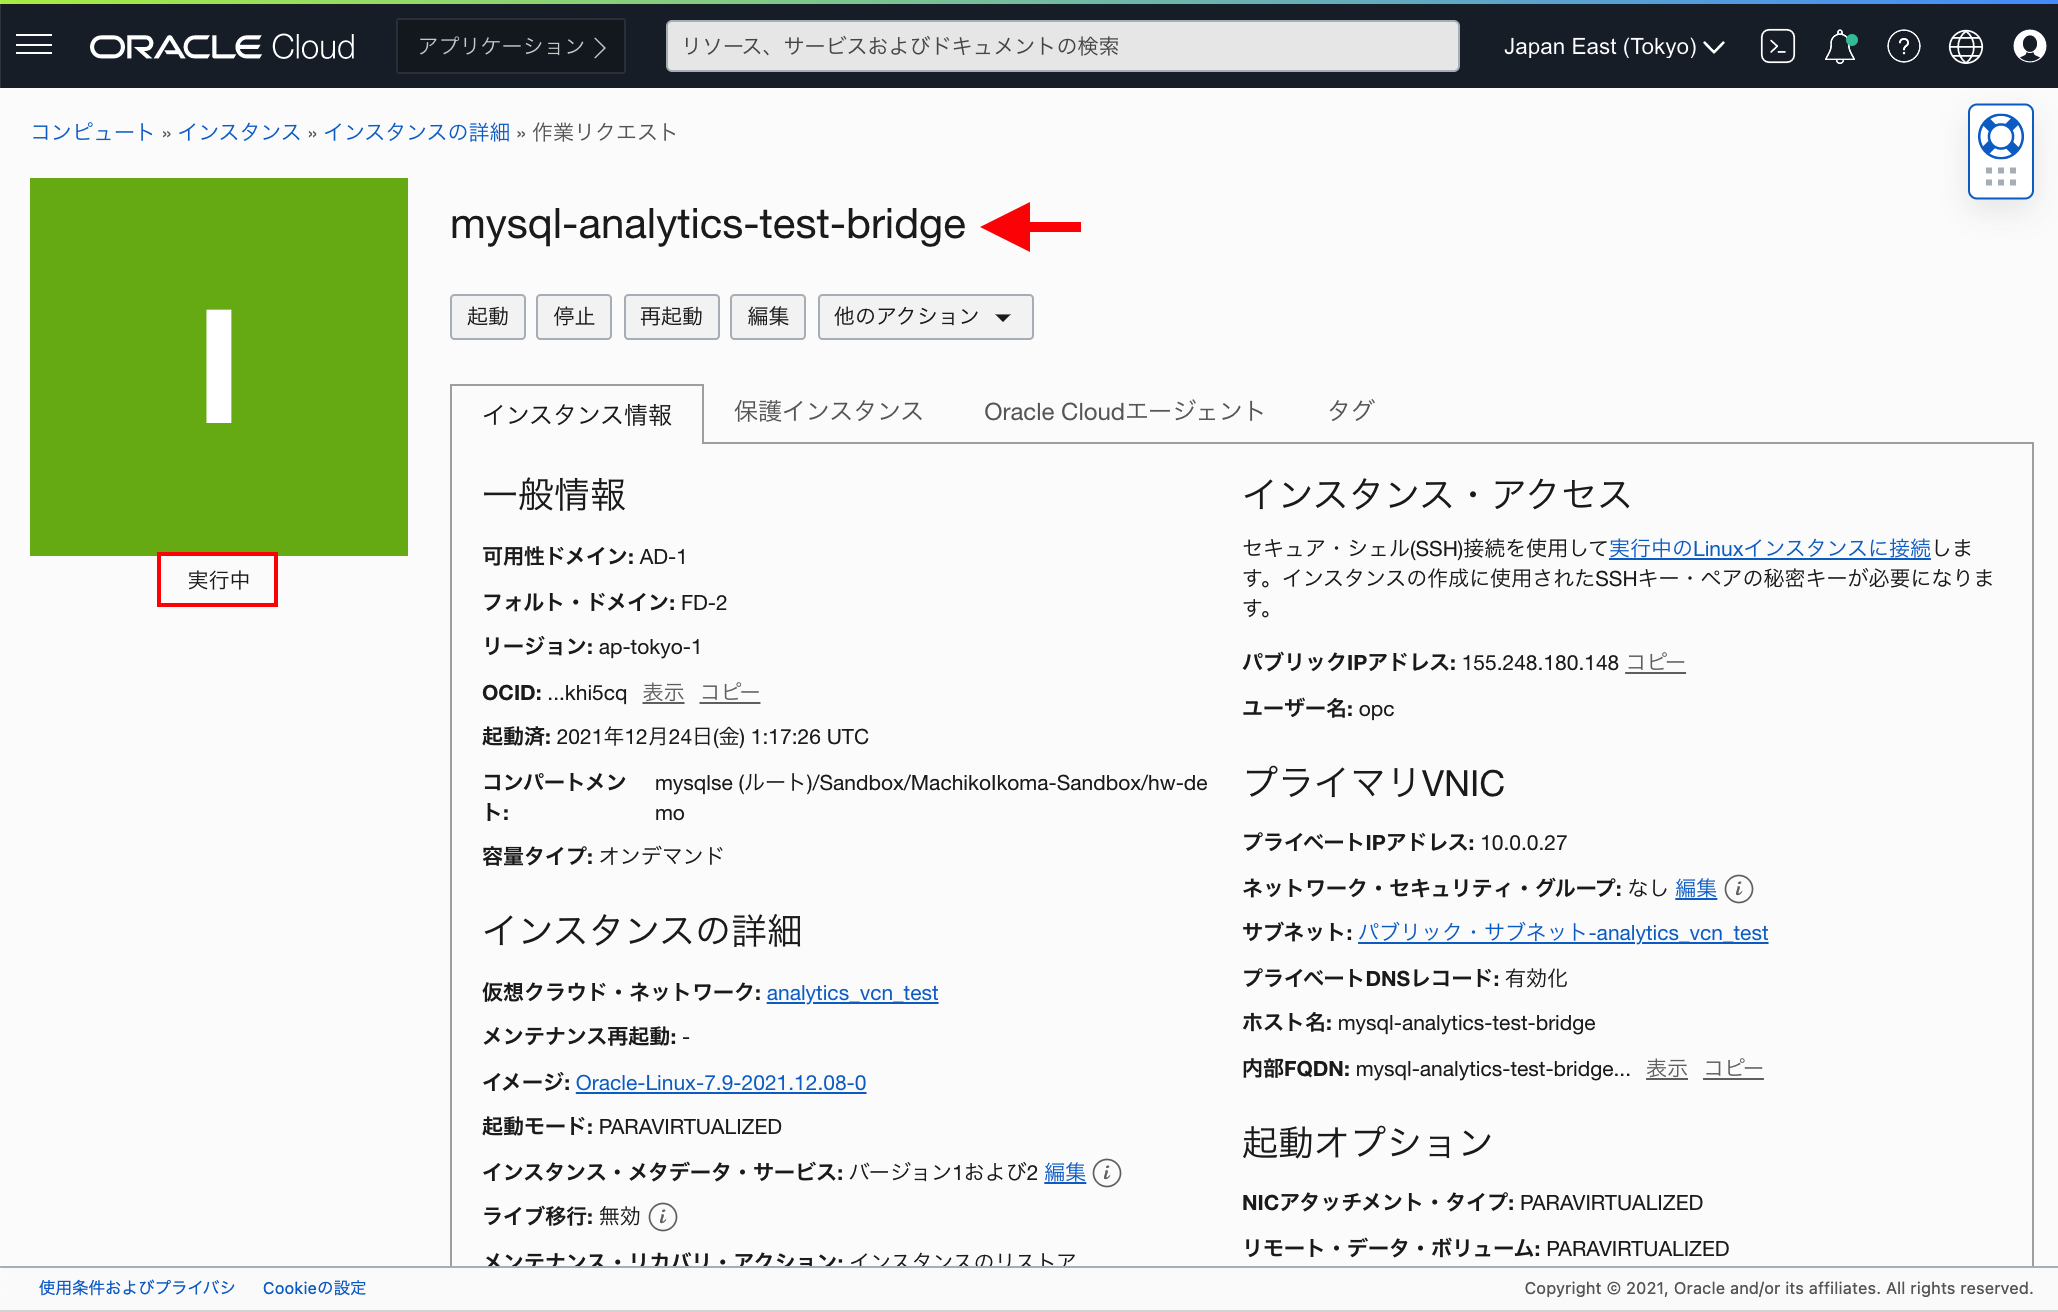 ORACLE Cloud
アプリケーション
リソース、サービスおよびドキュメントの検索
Japan East (Tokyo)
コンピュート » インスタンス » インスタンスの詳細 » 作業リクエスト
I
実行中
mysql-analytics-test-bridge
起動 停止 再起動 編集 他のアクション
インスタンス情報 保護インスタンス Oracle Cloudエージェント タグ
一般情報
可用性ドメイン: AD-1
フォルト・ドメイン: FD-2
リージョン: ap-tokyo-1
OCID: ...khi5cq 表示 コピー
起動済: 2021年12月24日(金) 1:17:26 UTC
コンパートメン
ト:
mysqlse (ルート)/Sandbox/MachikoIkoma-Sandbox/hw-de
mo
容量タイプ: オンデマンド
インスタンスの詳細
仮想クラウド・ネットワーク: analytics_vcn_test
メンテナンス再起動: -
イメージ: Oracle-Linux-7.9-2021.12.08-0
起動モード: PARAVIRTUALIZED
インスタンス・メタデータ・サービス: バージョン1および2 編集
ライブ移行: 無効
メンテナンス・リカバリ・アクション: インスタンスのリストア
インスタンス・アクセス
セキュア・シェル(SSH)接続を使用して実行中のLinuxインスタンスに接続しま
す。インスタンスの作成に使用されたSSHキー・ペアの秘密キーが必要になりま
す。
パブリックIPアドレス: 155.248.180.148 コピー
ユーザー名: opc
プライマリVNIC
プライベートIPアドレス: 10.0.0.27
ネットワーク・セキュリティ・グループ: なし 編集
サブネット: パブリック・サブネット-analytics_vcn_test
プライベートDNSレコード: 有効化
ホスト名: mysql-analytics-test-bridge
内部FQDN: mysql-analytics-test-bridge... 表示 コピー
起動オプション
NICアタッチメント・タイプ: PARAVIRTUALIZED
リモート・データ・ボリューム: PARAVIRTUALIZED
使用条件およびプライバシ Cookieの設定
Copyright © 2021, Oracle and/or its affiliates. All rights reserved.